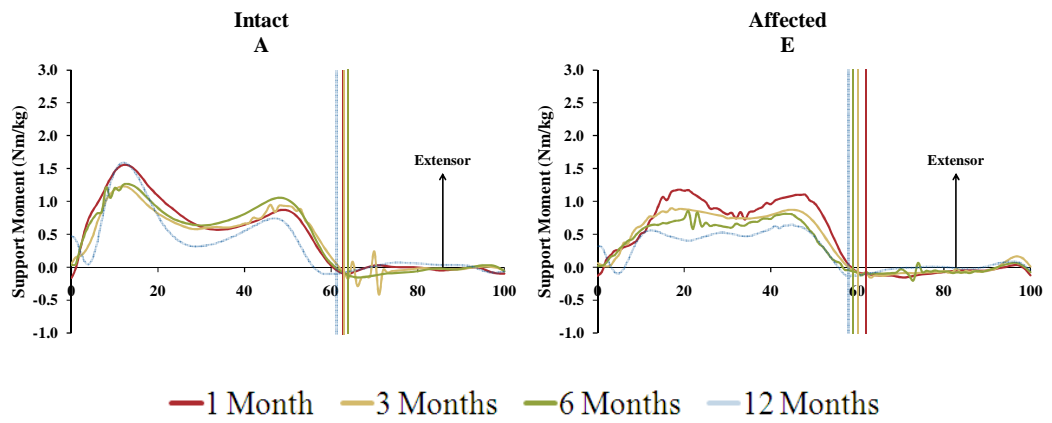 Intact
A
Support Moment (Nm/kg)
3.0
2.5
2.0
1.5
1.0
0.5
0.0
-0.5
-1.0
0
20
40
60
80
100
Extensor
Affected
E
Support Moment (Nm/kg)
3.0
2.5
2.0
1.5
1.0
0.5
0.0
-0.5
-1.0
0
20
40
60
80
100
Extensor
1 Month
3 Months
6 Months
12 Months